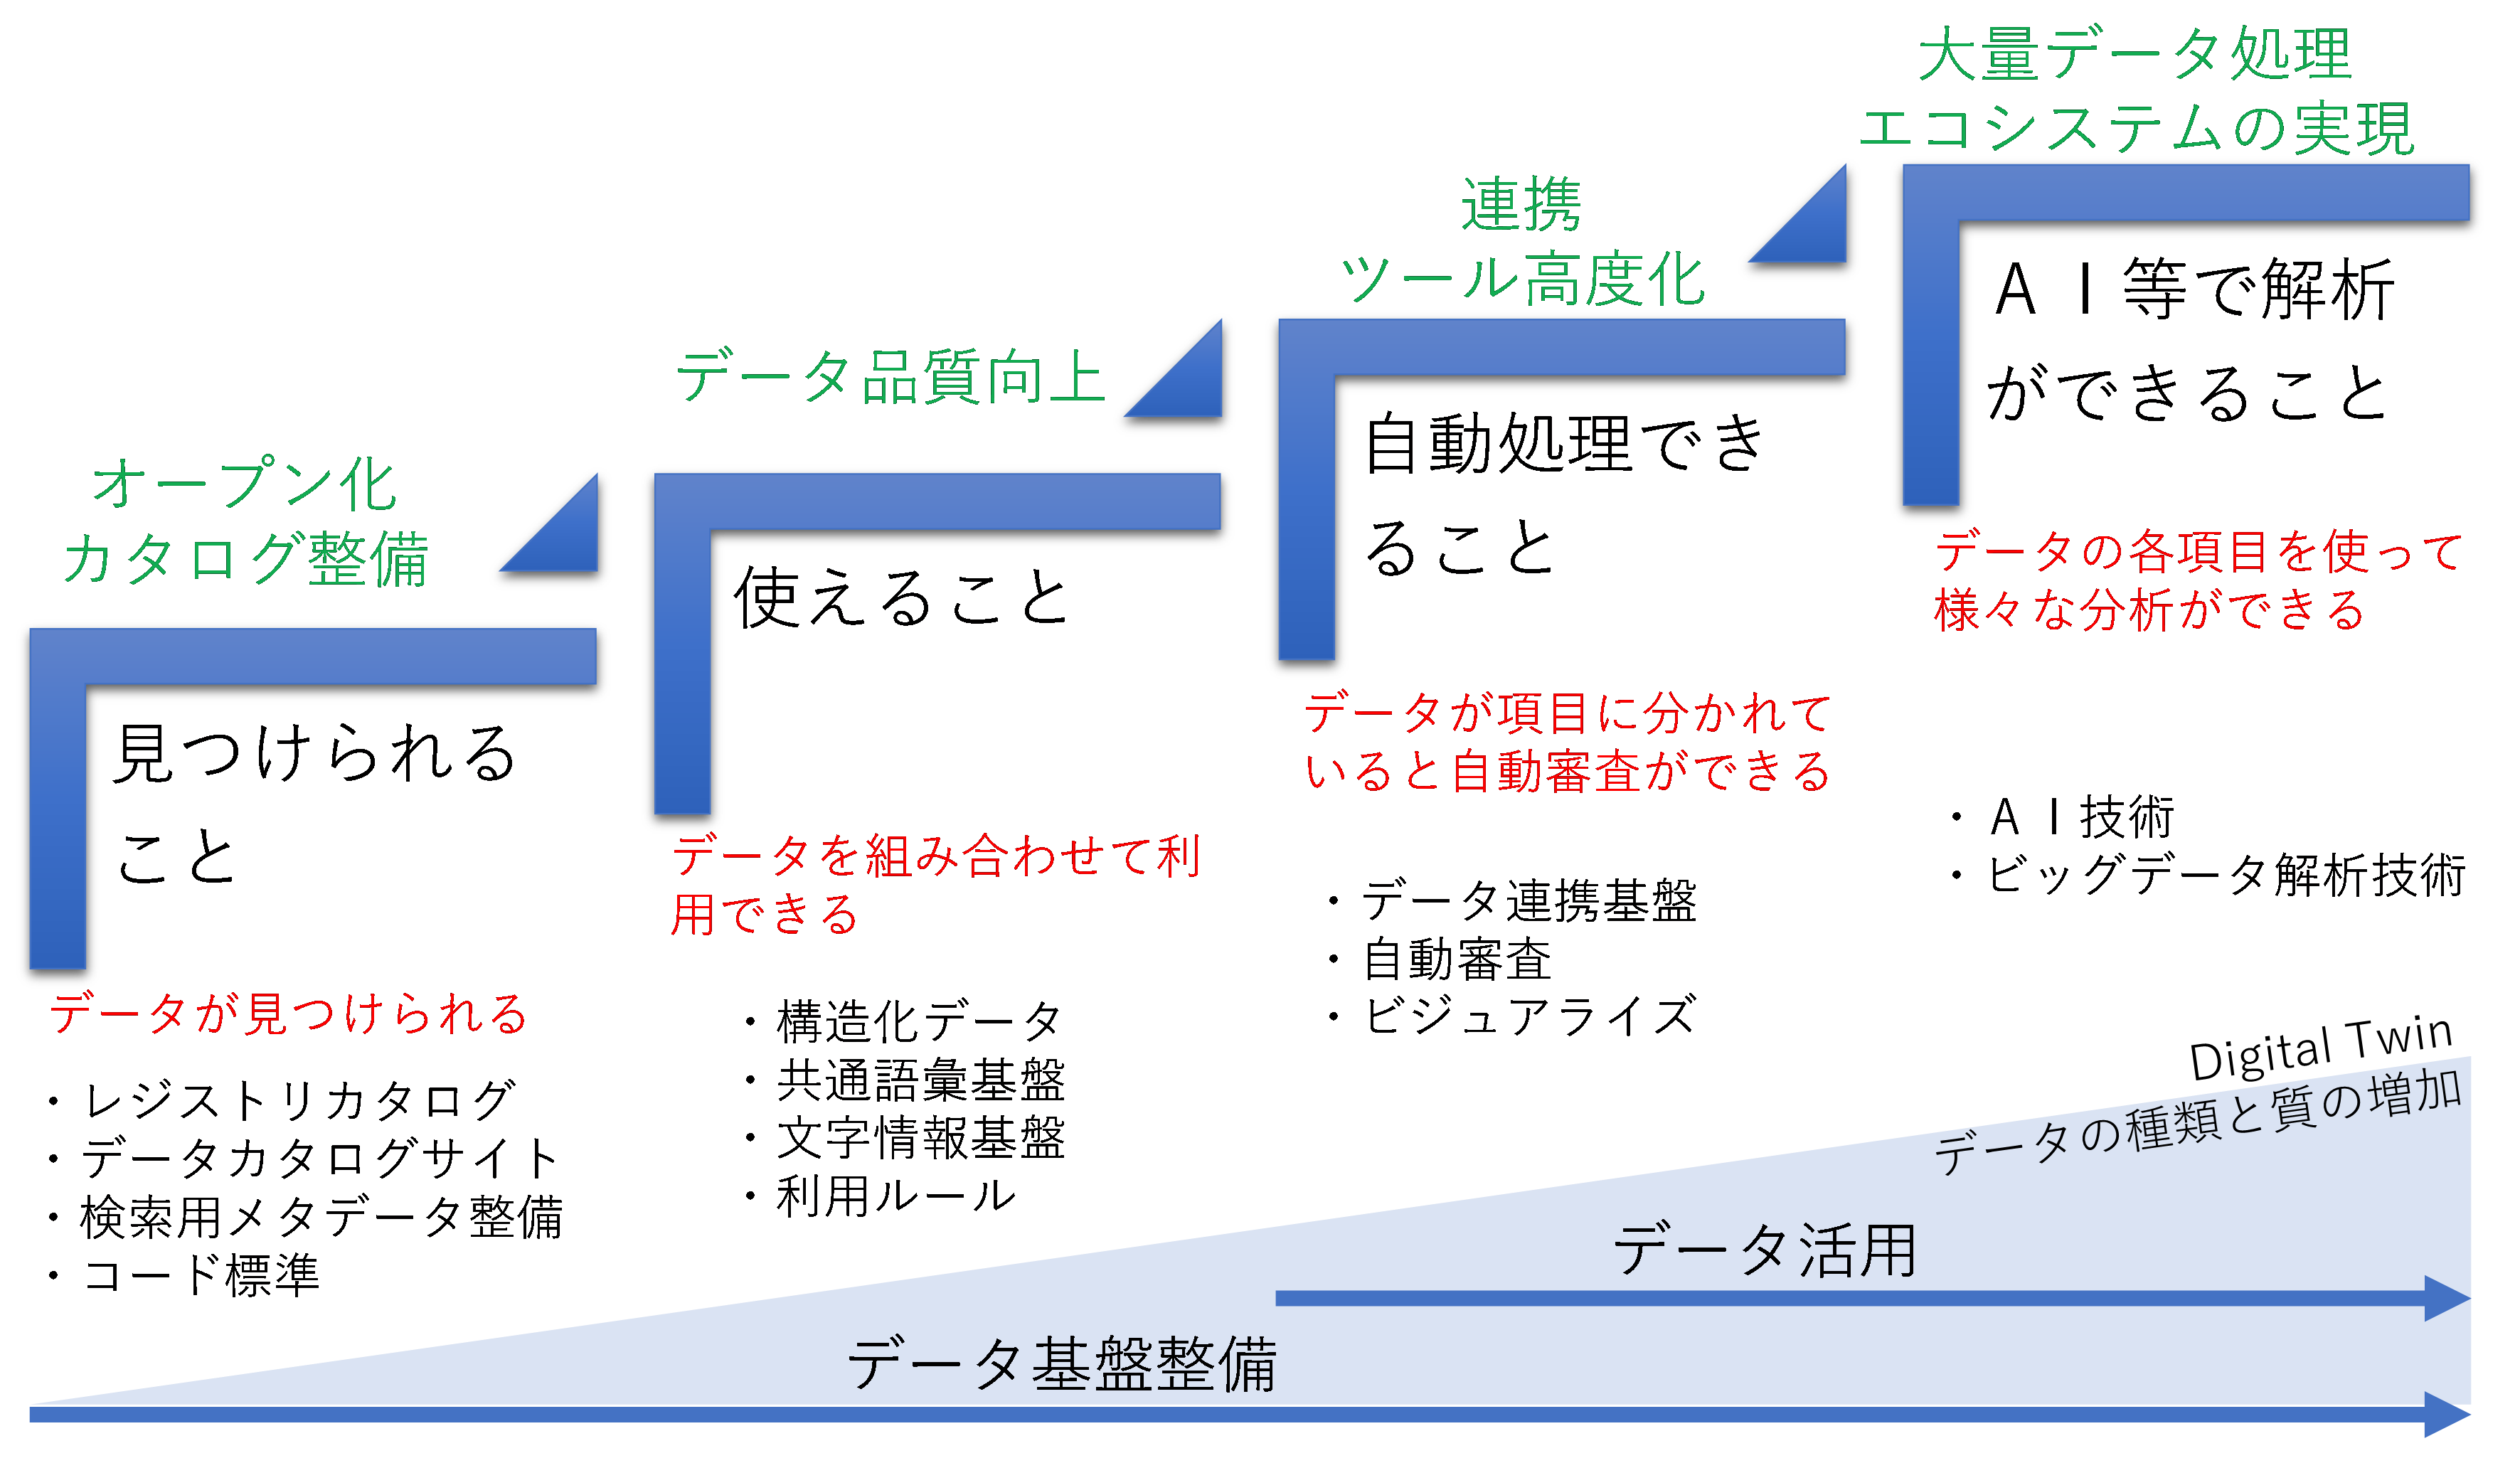 オープン化
カタログ整備
見つけられる
こと
データが見つけられる
・レジストリカタログ
・データカタログサイト
・検索用メタデータ整備
・コード標準
データ品質向上
使えること
データを組み合わせて利
用できる
・構造化データ
・共通語彙基盤
・文字情報基盤
・利用ルール
連携
ツール高度化
自動処理でき
ること
データが項目に分かれて
いると自動審査ができる
・データ連携基盤
・自動審査
・ビジュアライズ
大量データ処理
エコシステムの実現
ＡＩ等で解析
ができること
データの各項目を使って
様々な分析ができる
・ＡＩ技術
・ビッグデータ解析技術
Digital Twin
データの種類と質の増加
データ活用
データ基盤整備